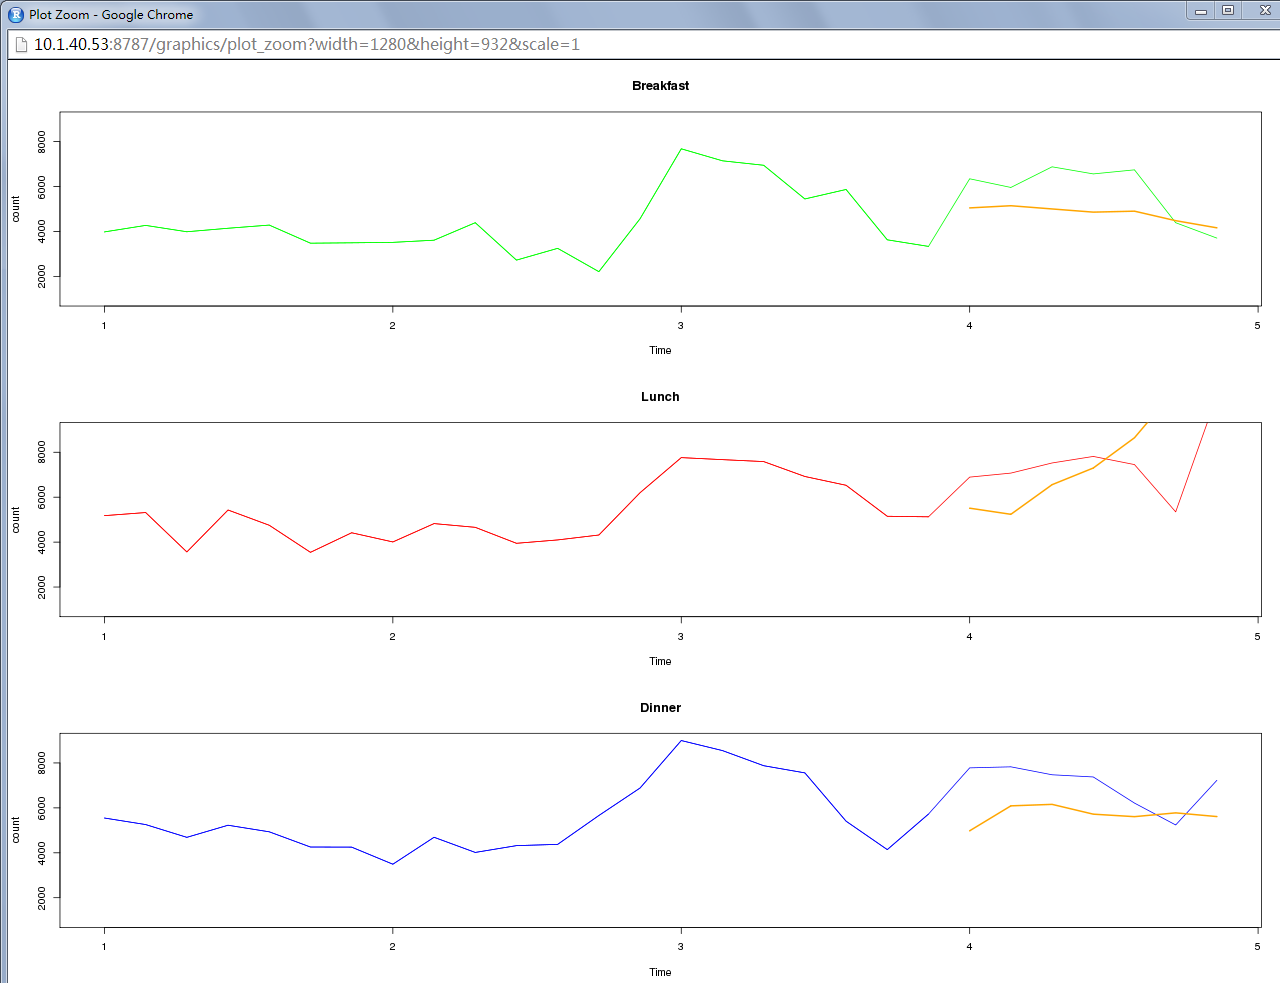 Plot Zoom - Google Chrome
10.1.40.53:8787/graphics/plot_zoom?width=1280&height=932&scale=1
Breakfast
count
8000
6000
4000
2000
1 2 3 4 5
Time
Lunch
count
8000
6000
4000
2000
1 2 3 4 5
Time
Dinner
count
8000
6000
4000
2000
1 2 3 4 5
Time